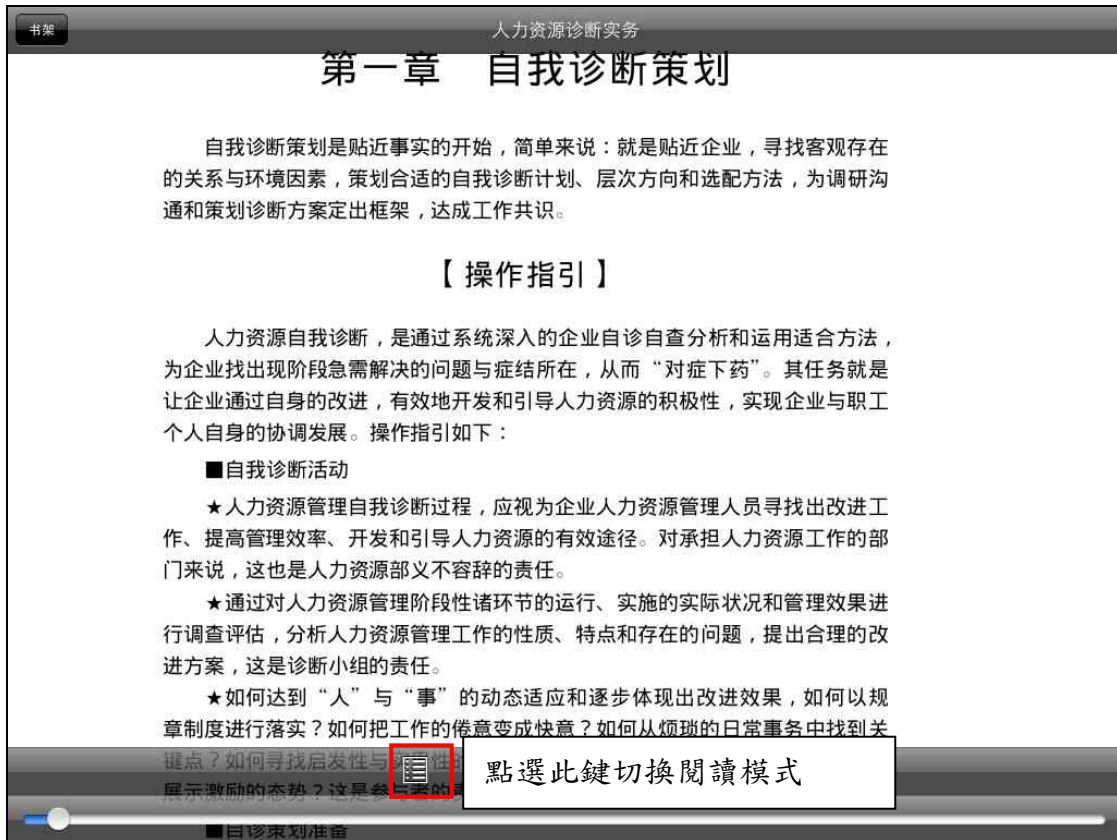 书架
人力资源诊断实务
第一章 自我诊断策划
自我诊断策划是贴近事实的开始，简单来说：就是贴近企业，寻找客观存在
的关系与环境因素，策划合适的自我诊断计划、层次方向和选配方法，为调研沟
通和策划诊断方案定出框架，达成工作共识。
【操作指引】
人力资源自我诊断，是通过系统深入的企业自诊自查分析和运用适合方法，
为企业找出现阶段急需解决的问题与症结所在，从而“对症下药”。其任务就是
让企业通过自身的改进，有效地开发和引导人力资源的积极性，实现企业与职工
个人自身的协调发展。操作指引如下：
■自我诊断活动
★人力资源管理自我诊断过程，应视为企业人力资源管理人员寻找出改进工
作、提高管理效率、开发和引导人力资源的有效途径。对承担人力资源工作的部
门来说，这也是人力资源部义不容辞的责任。
★通过对人力资源管理阶段性诸环节的运行、实施的实际状况和管理效果进
行调查评估，分析人力资源管理工作的性质、特点和存在的问题，提出合理的改
进方案，这是诊断小组的责任。
★如何达到“人”与“事”的动态适应和逐步体现出改进效果，如何以规
章制度进行落实？如何把工作的倦意变成快意？如何从烦琐的日常事务中找到关
键点？如何寻找启发性与
點選此鍵切換閱讀模式
展示激励的态势？这是参与者的
■自诊策划准备